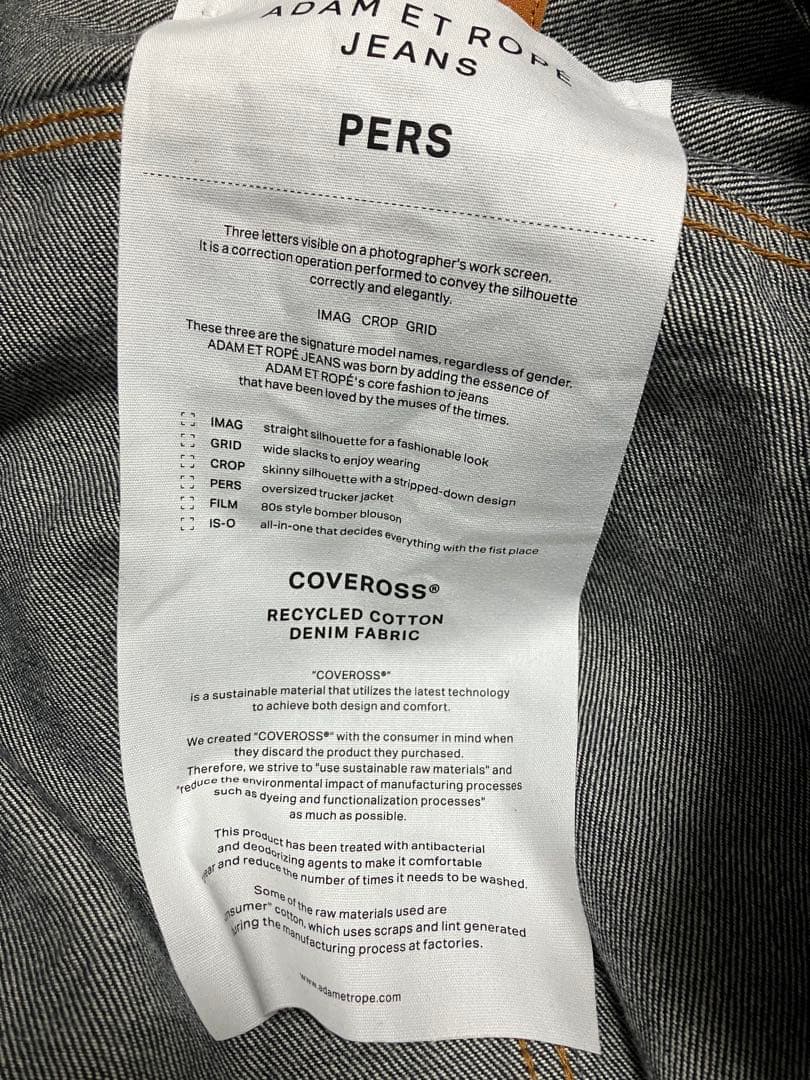 ADAM ET ROPÉ
JEANS
PERS
Three letters visible on a photographer's work screen.
It is a correction operation performed to convey the silhouette
correctly and elegantly.
IMAG CROP GRID
These three are the signature model names, regardless of gender.
ADAM ET ROPÉ JEANS was born by adding the essence of
ADAM ET ROPÉ's core fashion to jeans
that have been loved by the muses of the times.
IMAG straight silhouette for a fashionable look
GRID wide slacks to enjoy wearing
CROP skinny silhouette with a stripped-down design
PERS oversized trucker jacket
FILM 80s style bomber blouson
IS-O all-in-one that decides everything with the fist place
COVEROSS®
RECYCLED COTTON
DENIM FABRIC
"COVEROSS®"
is a sustainable material that utilizes the latest technology
to achieve both design and comfort.
We created "COVEROSS®" with the consumer in mind when
they discard the product they purchased.
Therefore, we strive to "use sustainable raw materials" and
"reduce the environmental impact of manufacturing processes
such as dyeing and functionalization processes"
as much as possible.
This product has been treated with antibacterial
and deodorizing agents to make it comfortable
and reduce the number of times it needs to be washed.
Some of the raw materials used are
cotton, which uses scraps and lint generated
the manufacturing process at factories.
www.adametrope.com